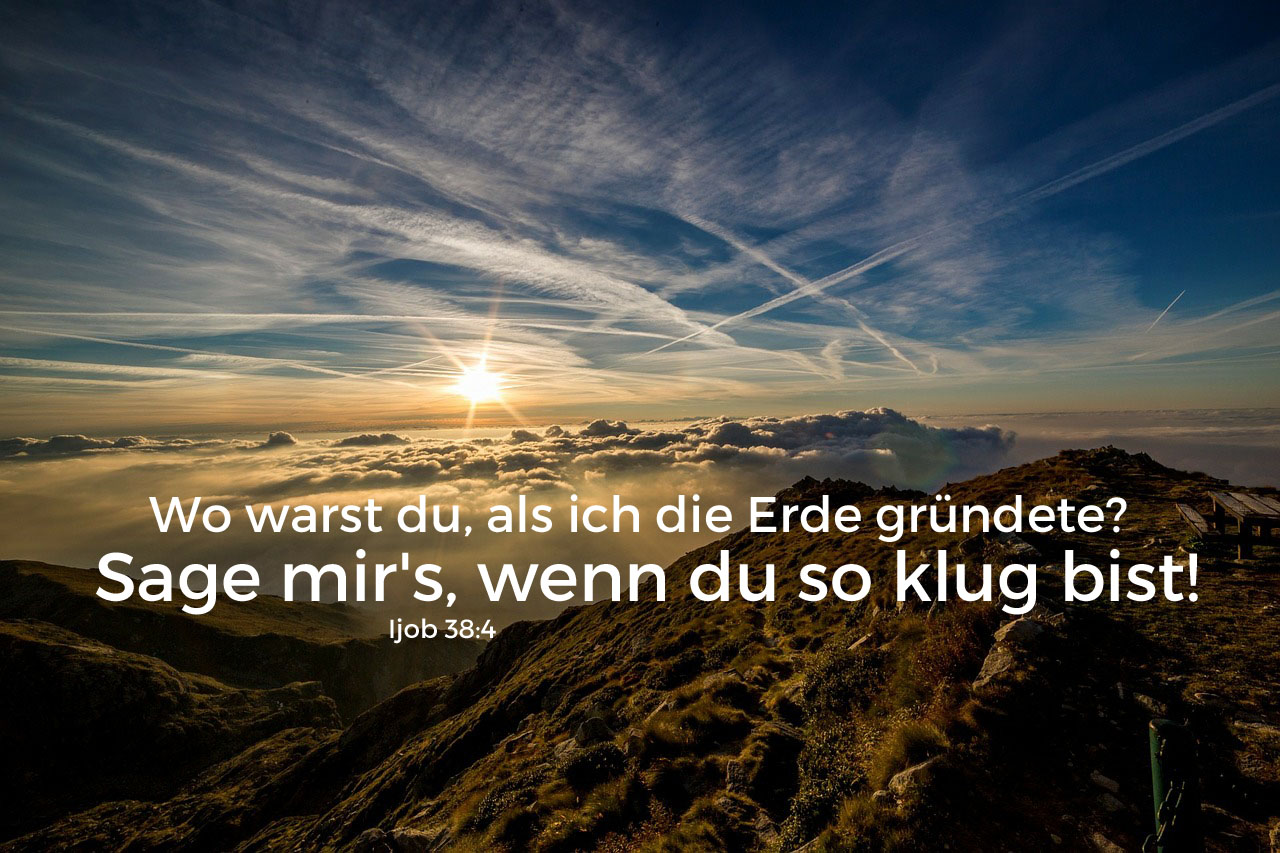 Wo warst du, als ich die Erde gründete?
Sage mir's, wenn du so klug bist!
Ijob 38:4